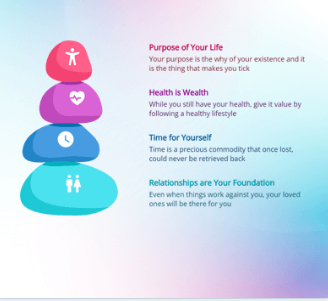 Purpose of Your Life
Your purpose is the why of your existence and it
is the thing that makes you tick
Health is Wealth
While you still have your health, give it value by
following a healthy lifestyle
Time for Yourself
Time is a precious commodity that once lost,
could never be retrieved back
Relationships are Your Foundation
Even when things work against you, your loved
ones will be there for you